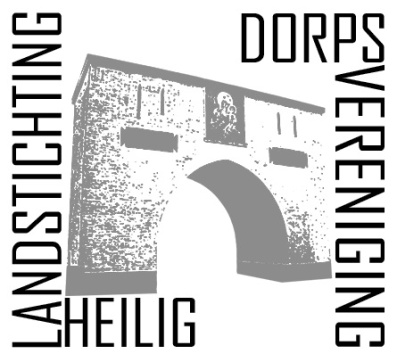 DORPS
VERENIGING
HEILIG
LANDSTICHTING